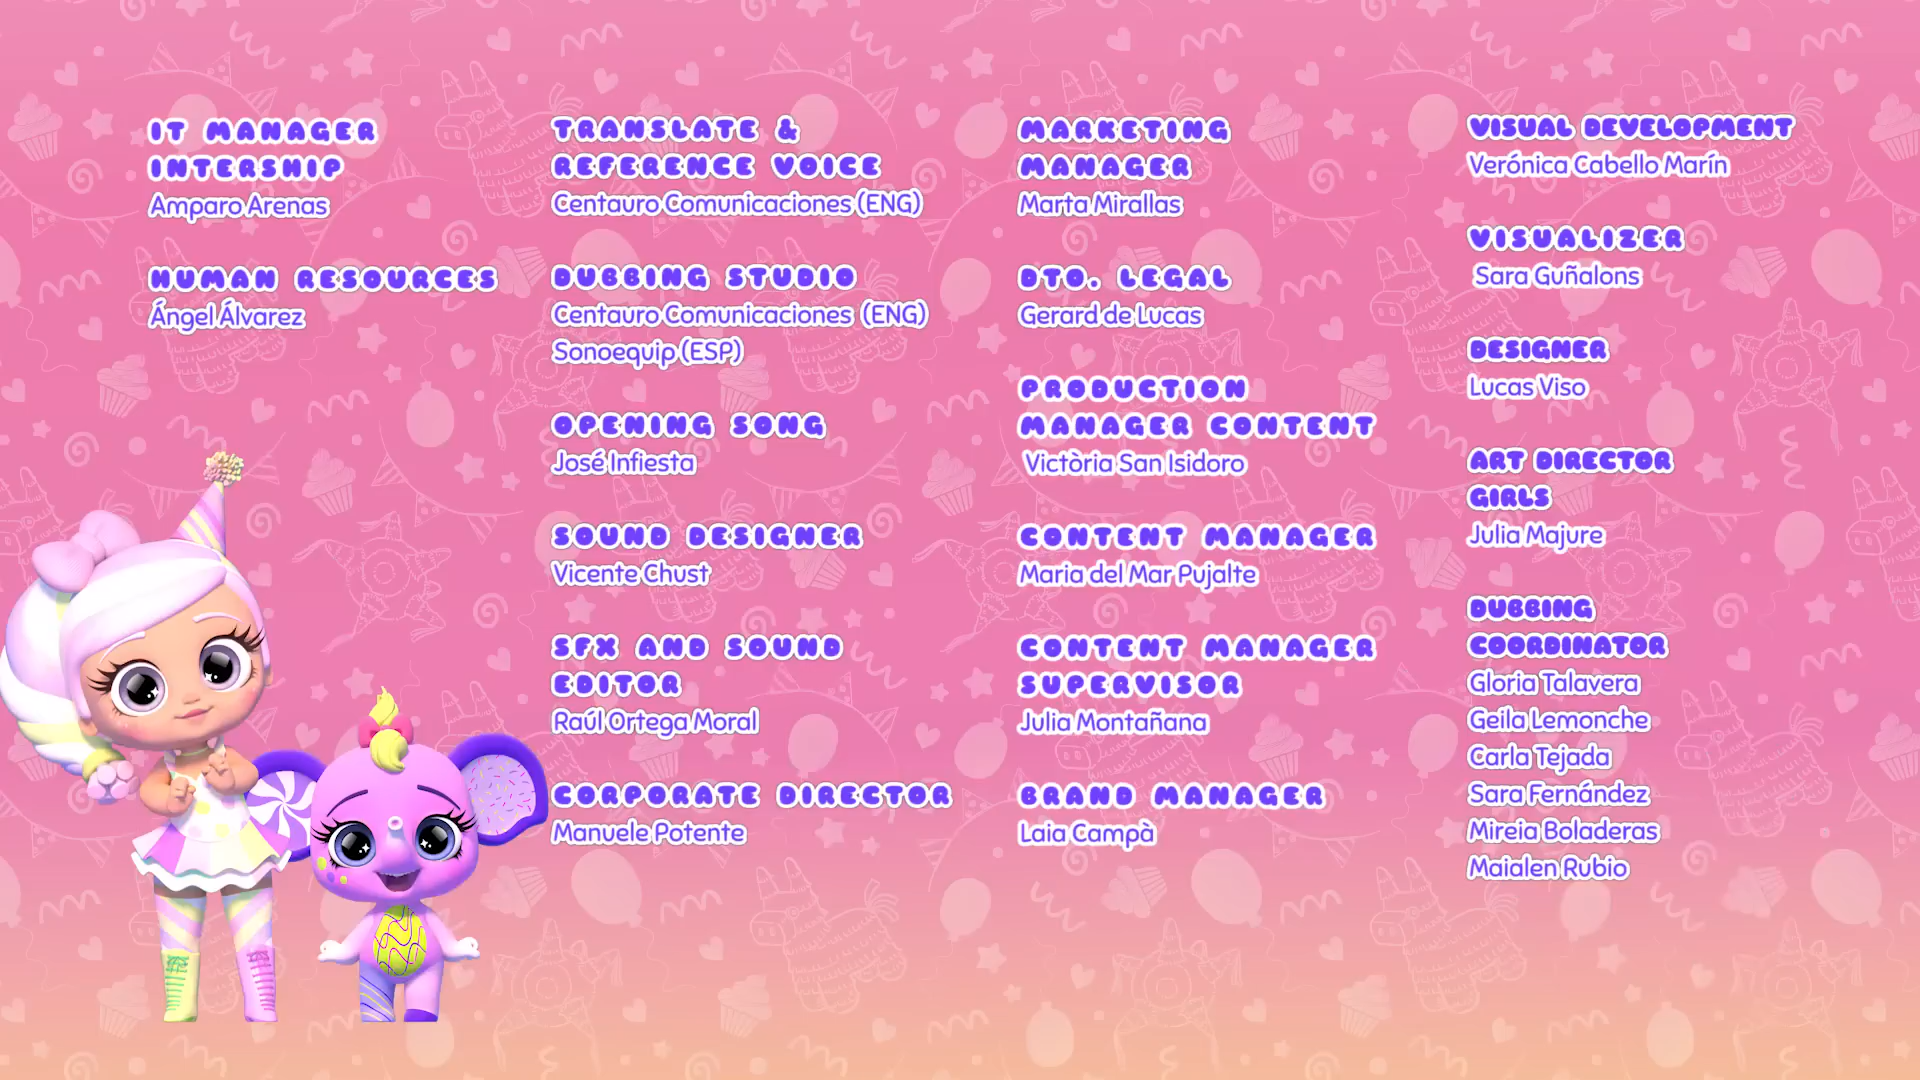 IT MANAGER
INTERSHIP
Amparo Arenas
HUMAN RESOURCES
Ángel Álvarez
TRANSLATE &
REFERENCE VOICE
Centauro Comunicaciones (ENG)
DUBBING STUDIO
Centauro Comunicaciones (ENG)
Sonoequip (ESP)
OPENING SONG
José Infiesta
SOUND DESIGNER
Vicente Chust
SFX AND SOUND
EDITOR
Raúl Ortega Moral
CORPORATE DIRECTOR
Manuele Potente
MARKETING
MANAGER
Marta Mirallas
DTO. LEGAL
Gerard de Lucas
PRODUCTION
MANAGER CONTENT
Victòria San Isidoro
CONTENT MANAGER
Maria del Mar Pujalte
CONTENT MANAGER
SUPERVISOR
Julia Montañana
BRAND MANAGER
Laia Campà
VISUAL DEVELOPMENT
Verónica Cabello Marín
VISUALIZER
Sara Guñalons
DESIGNER
Lucas Viso
ART DIRECTOR
GIRLS
Julia Majure
DUBBING
COORDINATOR
Gloria Talavera
Geila Lemonche
Carla Tejada
Sara Fernández
Mireia Boladeras
Maialen Rubio